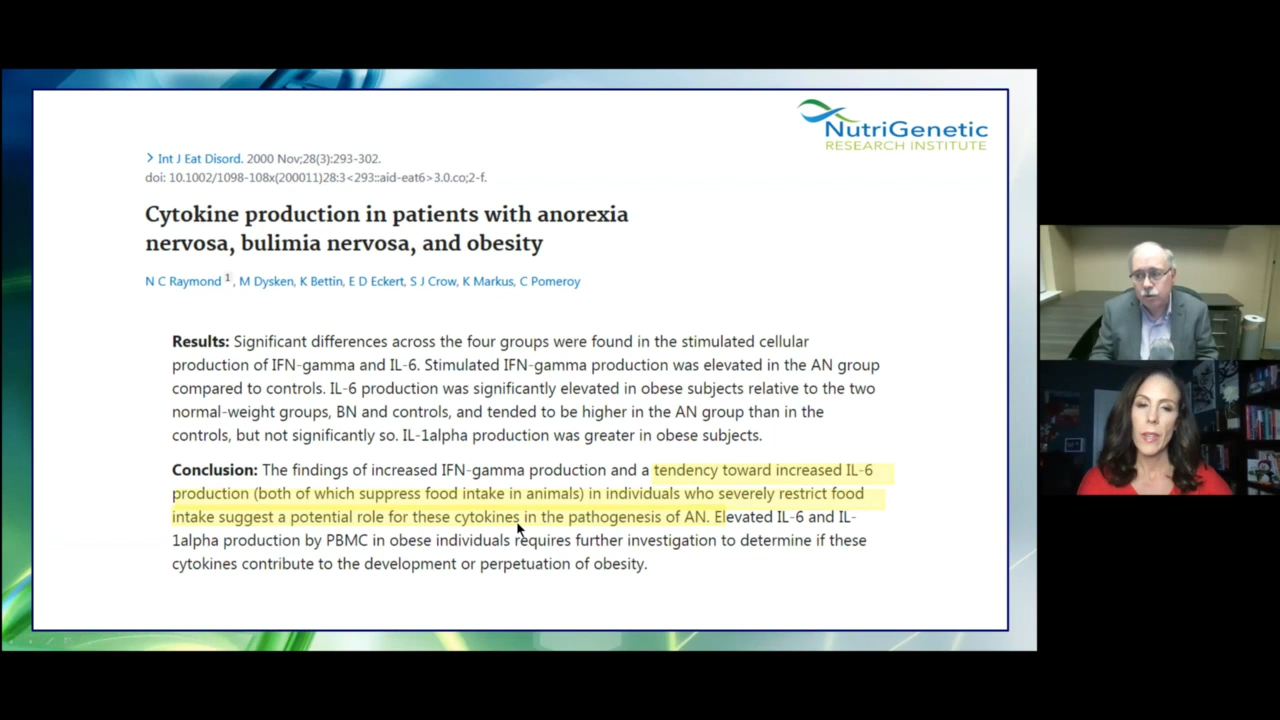 NutriGenetic
RESEARCH INSTITUTE
> Int J Eat Disord. 2000 Nov;28(3):293-302.
doi: 10.1002/1098-108x(200011)28:3<293::aid-eat6>3.0.co;2-f.
Cytokine production in patients with anorexia
nervosa, bulimia nervosa, and obesity
N C Raymond 1, M Dysken, K Bettin, E D Eckert, S J Crow, K Markus, C Pomeroy
Results: Significant differences across the four groups were found in the stimulated cellular
production of IFN-gamma and IL-6. Stimulated IFN-gamma production was elevated in the AN group
compared to controls. IL-6 production was significantly elevated in obese subjects relative to the two
normal-weight groups, BN and controls, and tended to be higher in the AN group than in the
controls, but not significantly so. IL-1alpha production was greater in obese subjects.
Conclusion: The findings of increased IFN-gamma production and a tendency toward increased IL-6
production (both of which suppress food intake in animals) in individuals who severely restrict food
intake suggest a potential role for these cytokines in the pathogenesis of AN. Elevated IL-6 and IL-
1alpha production by PBMC in obese individuals requires further investigation to determine if these
cytokines contribute to the development or perpetuation of obesity.